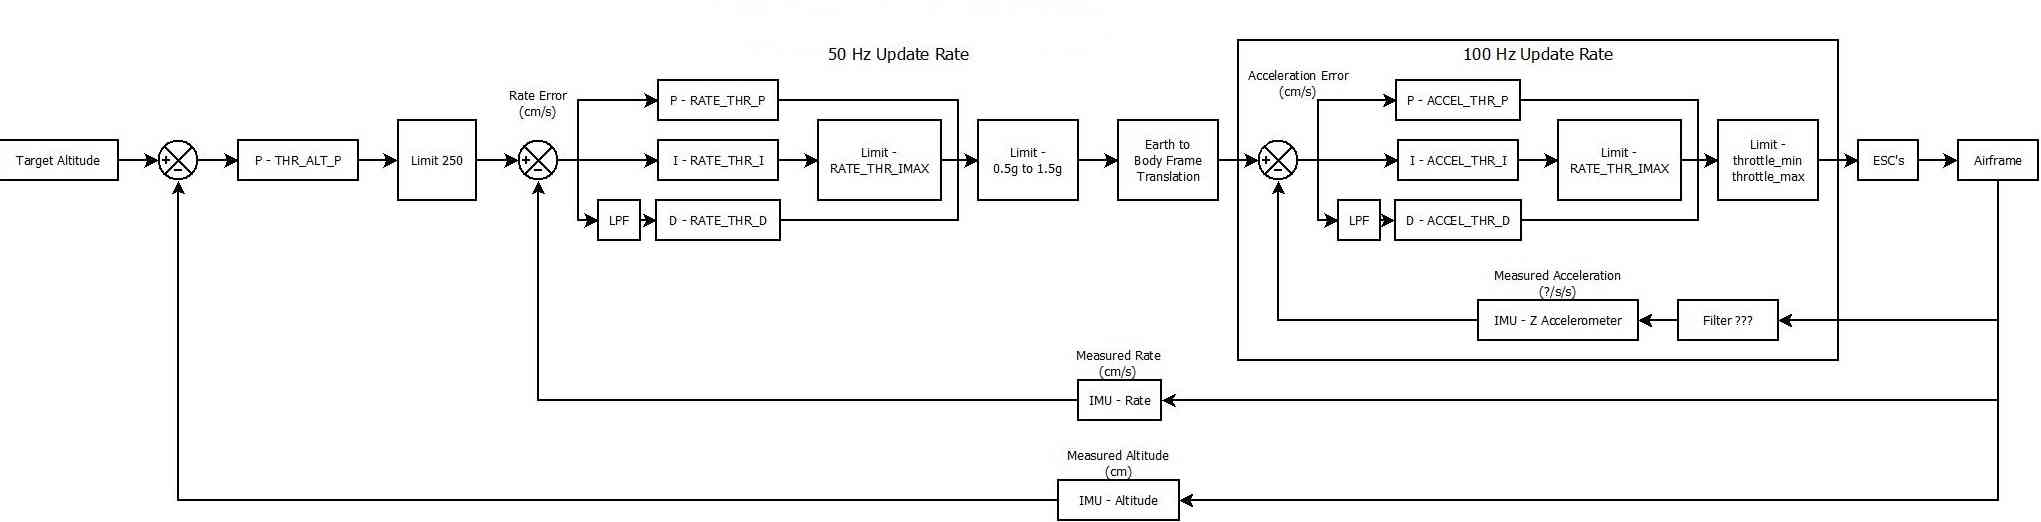 50 Hz Update Rate
100 Hz Update Rate
Target Altitude
+
−
P - THR_ALT_P
Limit 250
Rate Error
(cm/s)
+
−
P - RATE_THR_P
I - RATE_THR_I
LPF
D - RATE_THR_D
Limit -
RATE_THR_IMAX
Limit -
0.5g to 1.5g
Earth to
Body Frame
Translation
Acceleration Error
(cm/s)
+
−
P - ACCEL_THR_P
I - ACCEL_THR_I
LPF
D - ACCEL_THR_D
Limit -
RATE_THR_IMAX
Limit -
throttle_min
throttle_max
ESC's
Airframe
Measured Acceleration
(?/s/s)
IMU - Z Accelerometer
Filter ???
Measured Rate
(cm/s)
IMU - Rate
Measured Altitude
(cm)
IMU - Altitude